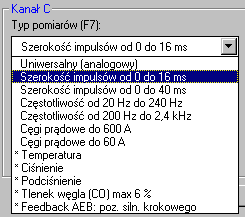 Kanał C
Typ pomiarów (F7):
Szerokość impulsów od 0 do 16 ms
Uniwersalny (analogowy)
Szerokość impulsów od 0 do 16 ms
Szerokość impulsów od 0 do 40 ms
Częstotliwość od 20 Hz do 240 Hz
Częstotliwość od 200 Hz do 2,4 kHz
Cęgi prądowe do 600 A
Cęgi prądowe do 60 A
* Temperatura
* Ciśnienie
* Podciśnienie
* Tlenek węgla (CO) max 6 %
* Feedback AEB: poz. siln. krokowego